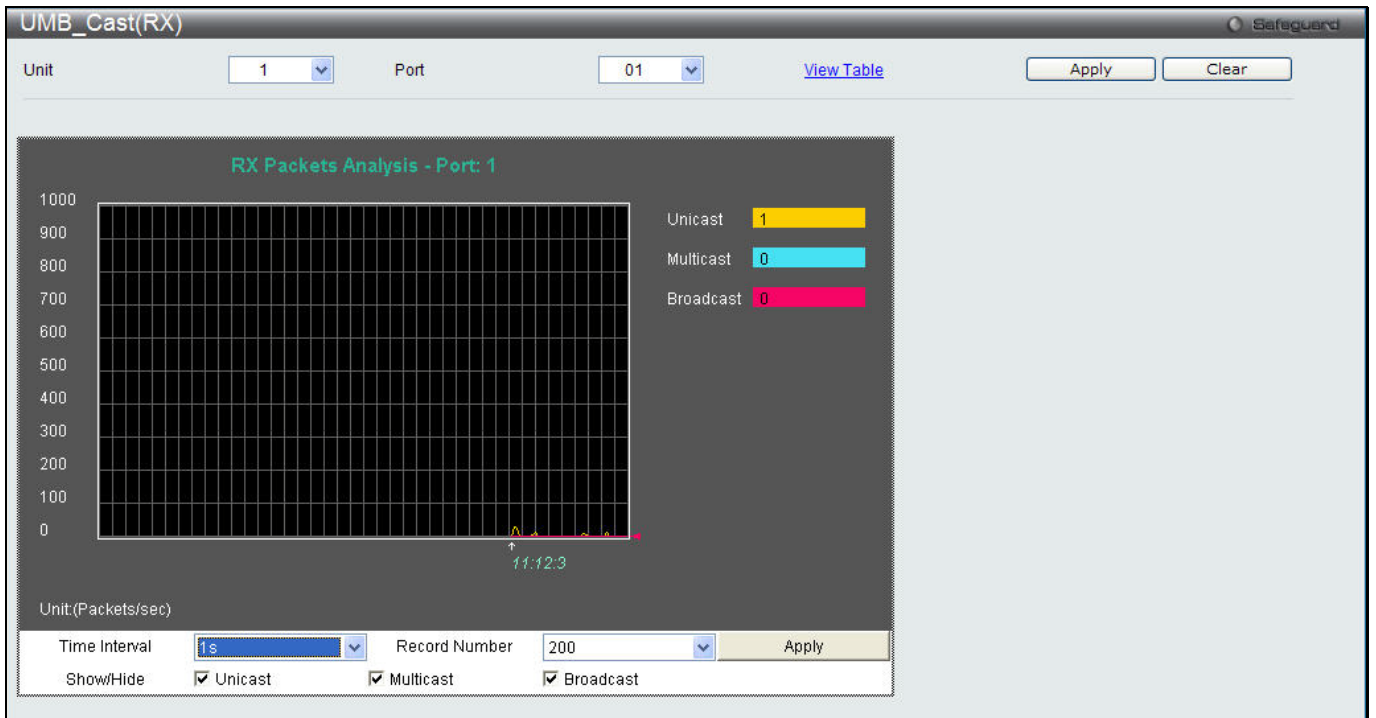 UMB_Cast(RX)
Safeguard
Unit 1 Port 01 View Table Apply Clear
RX Packets Analysis - Port: 1
1000
900
800
700
600
500
400
300
200
100
0
Unicast 1
Multicast 0
Broadcast 0
11:12:3
Unit:(Packets/sec)
Time Interval 1s Record Number 200 Apply
Show/Hide Unicast Multicast Broadcast